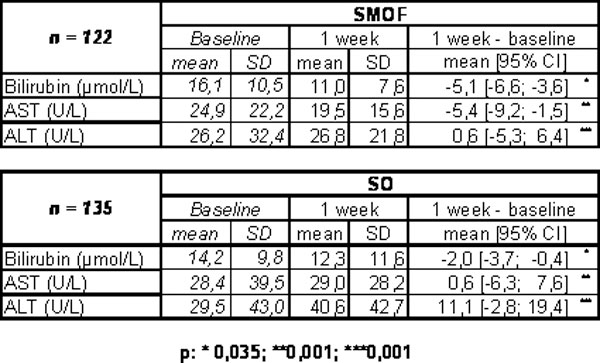 n = 122 SMOF
Baseline 1 week 1 week - baseline
mean SD mean SD mean [95% CI]
Bilirubin (µmol/L) 16,1 10,5 11,0 7,6 -5,1 [-6,6; -3,6] *
AST (U/L) 24,9 22,2 19,5 15,6 -5,4 [-9,2; -1,5] **
ALT (U/L) 26,2 32,4 26,8 21,8 0,6 [-5,3; 6,4] ***
n = 135 SO
Baseline 1 week 1 week - baseline
mean SD mean SD mean [95% CI]
Bilirubin (µmol/L) 14,2 9,8 12,3 11,6 -2,0 [-3,7; -0,4] *
AST (U/L) 28,4 39,5 29,0 28,2 0,6 [-6,3; 7,6] **
ALT (U/L) 29,5 43,0 40,6 42,7 11,1 [-2,8; 19,4] ***
p: * 0,035; **0,001; ***0,001